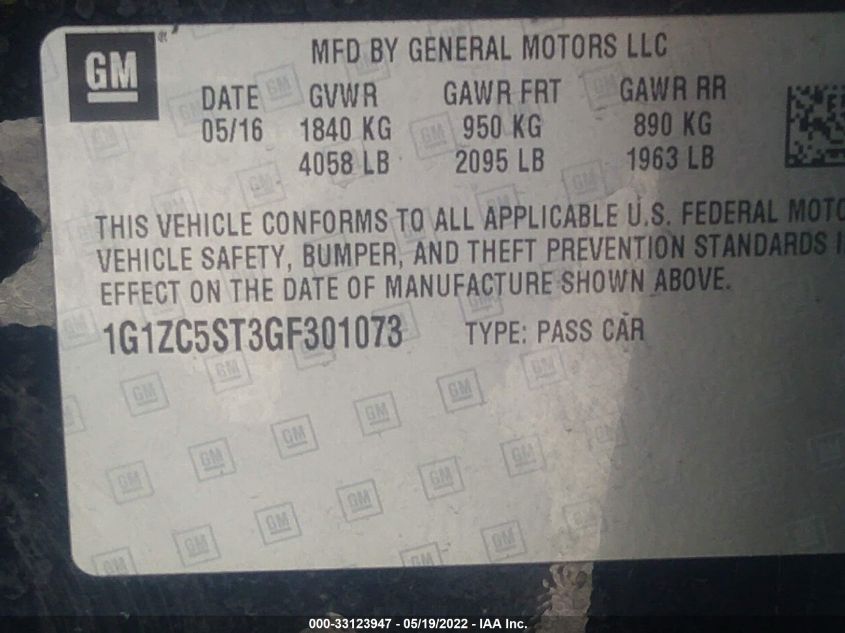 GM
MFD BY GENERAL MOTORS LLC
DATE GVWR GAWR FRT GAWR RR
05/16 1840 KG 950 KG 890 KG
4058 LB 2095 LB 1963 LB
THIS VEHICLE CONFORMS TO ALL APPLICABLE U.S. FEDERAL MOTO
VEHICLE SAFETY, BUMPER, AND THEFT PREVENTION STANDARDS I
EFFECT ON THE DATE OF MANUFACTURE SHOWN ABOVE.
1G1ZC5ST3GF301073 TYPE: PASS CAR
000-33123947 - 05/19/2022 - IAA Inc.